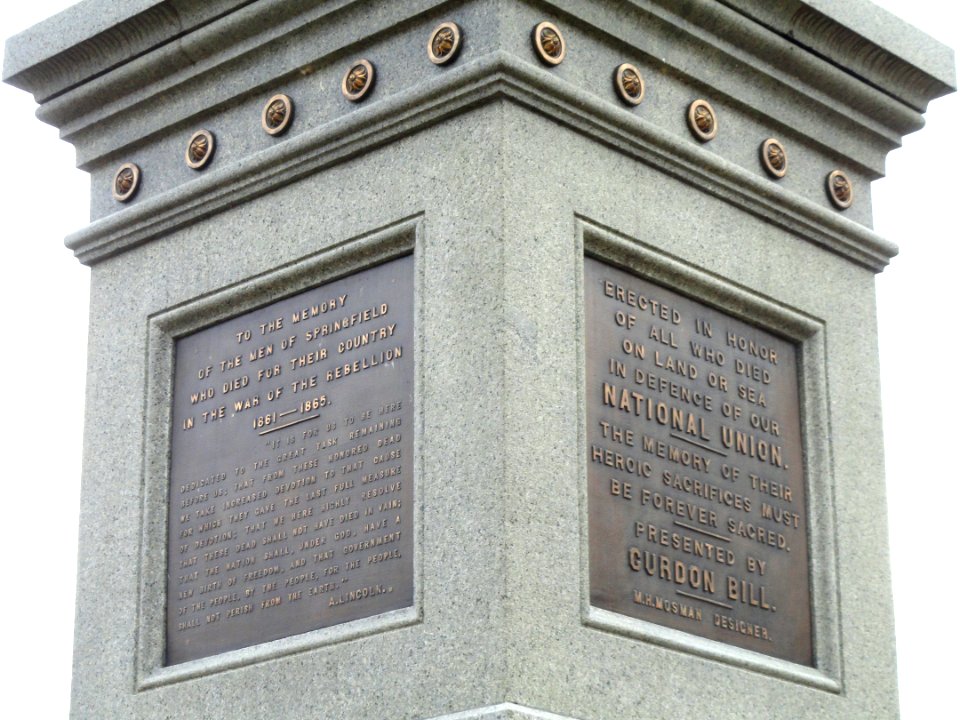 TO THE MEMORY
OF THE MEN OF SPRINGFIELD
WHO DIED FOR THEIR COUNTRY
IN THE WAR OF THE REBELLION
1861—1865.
"IT IS FOR US TO BE HERE
DEDICATED TO THE GREAT TASK REMAINING
BEFORE US; THAT FROM THESE HONORED DEAD
WE TAKE INCREASED DEVOTION TO THAT CAUSE
FOR WHICH THEY GAVE THE LAST FULL MEASURE
OF DEVOTION; THAT WE HERE HIGHLY RESOLVE
THAT THESE DEAD SHALL NOT HAVE DIED IN VAIN;
THAT THE NATION SHALL, UNDER GOD, HAVE A
NEW BIRTH OF FREEDOM, AND THAT GOVERNMENT
OF THE PEOPLE, BY THE PEOPLE, FOR THE PEOPLE,
SHALL NOT PERISH FROM THE EARTH."
A.LINCOLN.
ERECTED IN HONOR
OF ALL WHO DIED
ON LAND OR SEA
IN DEFENCE OF OUR
NATIONAL UNION.
THE MEMORY OF THEIR
HEROIC SACRIFICES MUST
BE FOREVER SACRED.
PRESENTED BY
GURDON BILL.
M.H.MOSMAN DESIGNER.